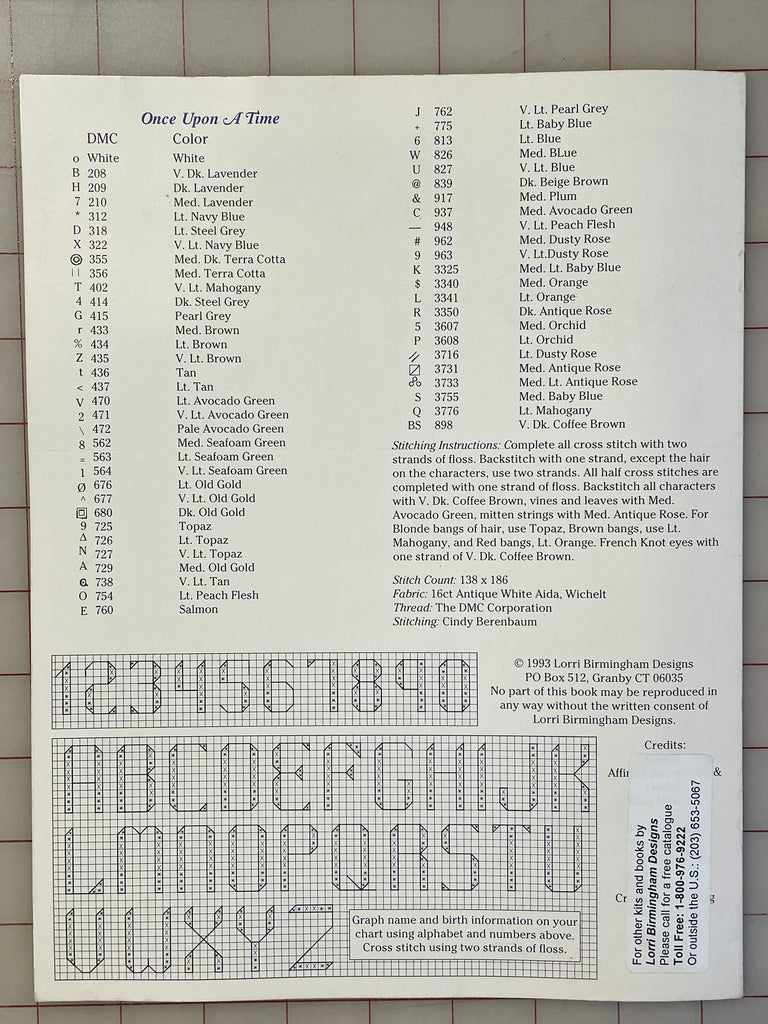 Once Upon A Time
DMC Color
o White White
B 208 V. Dk. Lavender
H 209 Dk. Lavender
7 210 Med. Lavender
* 312 Lt. Navy Blue
D 318 Lt. Steel Grey
X 322 V. Lt. Navy Blue
◎ 355 Med. Dk. Terra Cotta
| | 356 Med. Terra Cotta
T 402 V. Lt. Mahogany
4 414 Dk. Steel Grey
G 415 Pearl Grey
r 433 Med. Brown
% 434 Lt. Brown
Z 435 V. Lt. Brown
t 436 Tan
< 437 Lt. Tan
V 470 Lt. Avocado Green
2 471 V. Lt. Avocado Green
\ 472 Pale Avocado Green
8 562 Med. Seafoam Green
= 563 Lt. Seafoam Green
1 564 V. Lt. Seafoam Green
Ø 676 Lt. Old Gold
^ 677 V. Lt. Old Gold
回 680 Dk. Old Gold
9 725 Topaz
Δ 726 Lt. Topaz
N 727 V. Lt. Topaz
A 729 Med. Old Gold
738 V. Lt. Tan
O 754 Lt. Peach Flesh
E 760 Salmon
J 762 V. Lt. Pearl Grey
+ 775 Lt. Baby Blue
6 813 Lt. Blue
W 826 Med. BLue
U 827 V. Lt. Blue
@ 839 Dk. Beige Brown
& 917 Med. Plum
C 937 Med. Avocado Green
— 948 V. Lt. Peach Flesh
# 962 Med. Dusty Rose
9 963 V. Lt.Dusty Rose
K 3325 Med. Lt. Baby Blue
$ 3340 Med. Orange
L 3341 Lt. Orange
R 3350 Dk. Antique Rose
5 3607 Med. Orchid
P 3608 Lt. Orchid
⫽ 3716 Lt. Dusty Rose
⍁ 3731 Med. Antique Rose
3733 Med. Lt. Antique Rose
S 3755 Med. Baby Blue
Q 3776 Lt. Mahogany
BS 898 V. Dk. Coffee Brown
Stitching Instructions: Complete all cross stitch with two
strands of floss. Backstitch with one strand, except the hair
on the characters, use two strands. All half cross stitches are
completed with one strand of floss. Backstitch all characters
with V. Dk. Coffee Brown, vines and leaves with Med.
Avocado Green, mitten strings with Med. Antique Rose. For
Blonde bangs of hair, use Topaz, Brown bangs, use Lt.
Mahogany, and Red bangs, Lt. Orange. French Knot eyes with
one strand of V. Dk. Coffee Brown.
Stitch Count: 138 x 186
Fabric: 16ct Antique White Aida, Wichelt
Thread: The DMC Corporation
Stitching: Cindy Berenbaum
1 2 3 4 5 6 7 8 9 0
© 1993 Lorri Birmingham Designs
PO Box 512, Granby CT 06035
No part of this book may be reproduced in
any way without the written consent of
Lorri Birmingham Designs.
A B C D E F G H I J K
L M O P Q R S T U
V W X Y Z
Graph name and birth information on your
chart using alphabet and numbers above.
Cross stitch using two strands of floss.
Credits:
&
For other kits and books by
Lorri Birmingham Designs
Please call for a free catalogue
Toll Free: 1-800-976-9222
Or outside the U.S.: (203) 653-5067